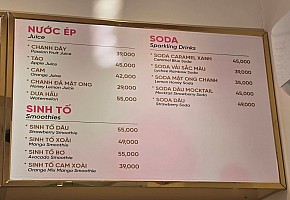 NƯỚC ÉP
Juice
• CHANH DÂY 39,000
Passion Fruit Juice
• TÁO 45,000
Apple Juice
• CAM 42,000
Orange Juice
• CHANH ĐÁ MẬT ONG 29,000
Honey Lemon Juice
• DƯA HẤU 55,000
Watermelon
SINH TỐ
Smoothies
• SINH TỐ DÂU 55,000
Strawberry Smoothie
• SINH TỐ XOÀI 49,000
Mango Smoothie
• SINH TỐ BƠ 55,000
Avocado Smoothie
• SINH TỐ CAM XOÀI 39,000
Orange Mix Mango Smoothie
SODA
Sparkling Drinks
• SODA CARAMEL XANH 45,000
Caramel Blue Soda
• SODA VẢI SẮC MÀU 39,000
Lychee Rainbow Soda
• SODA MẬT ONG CHANH 35,000
Lemon Honey Soda
• SODA DÂU MOCKTAIL 45,000
Mocktail Strawberry Soda
• SODA DÂU 49,000
Strawberry Soda